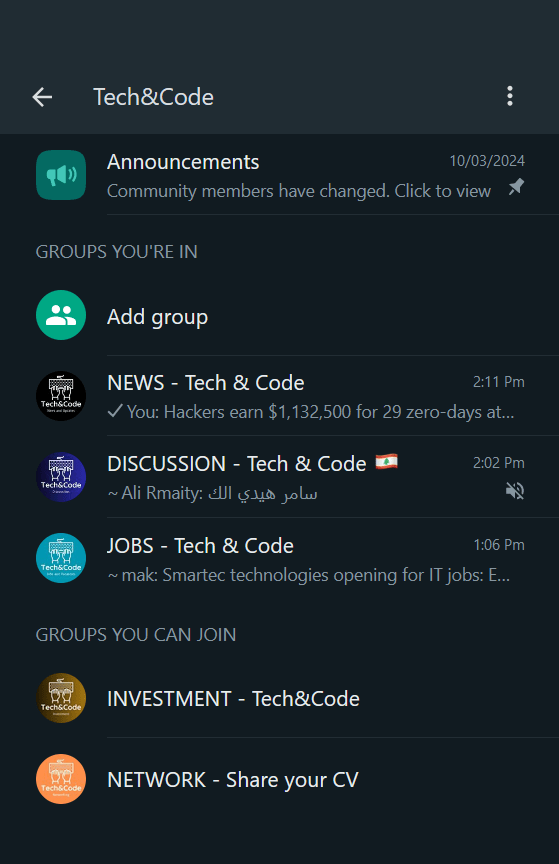 Tech&Code
Announcements
10/03/2024
Community members have changed. Click to view
GROUPS YOU'RE IN
Add group
Tech&Code
News and Updates
NEWS - Tech & Code
2:11 Pm
You: Hackers earn $1,132,500 for 29 zero-days at...
Tech&Code
Discussion
DISCUSSION - Tech & Code
2:02 Pm
~ Ali Rmaity: سامر هيدي الك
Tech&Code
JOBS - Tech & Code
1:06 Pm
~ mak: Smartec technologies opening for IT jobs: E...
GROUPS YOU CAN JOIN
Tech&Code
INVESTMENT - Tech&Code
Tech&Code
NETWORK - Share your CV